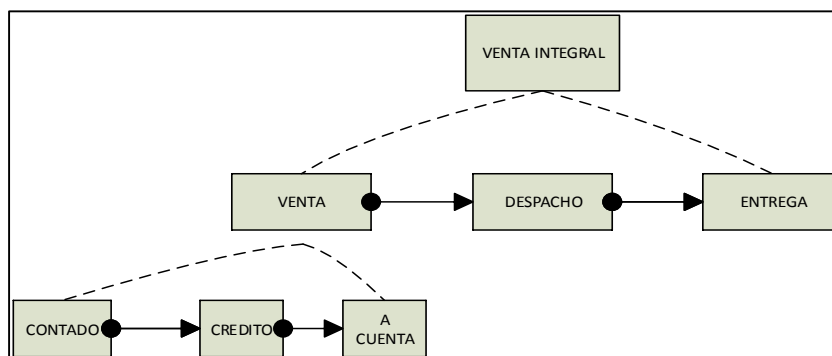 VENTA INTEGRAL
VENTA
DESPACHO
ENTREGA
CONTADO
CREDITO
A
CUENTA